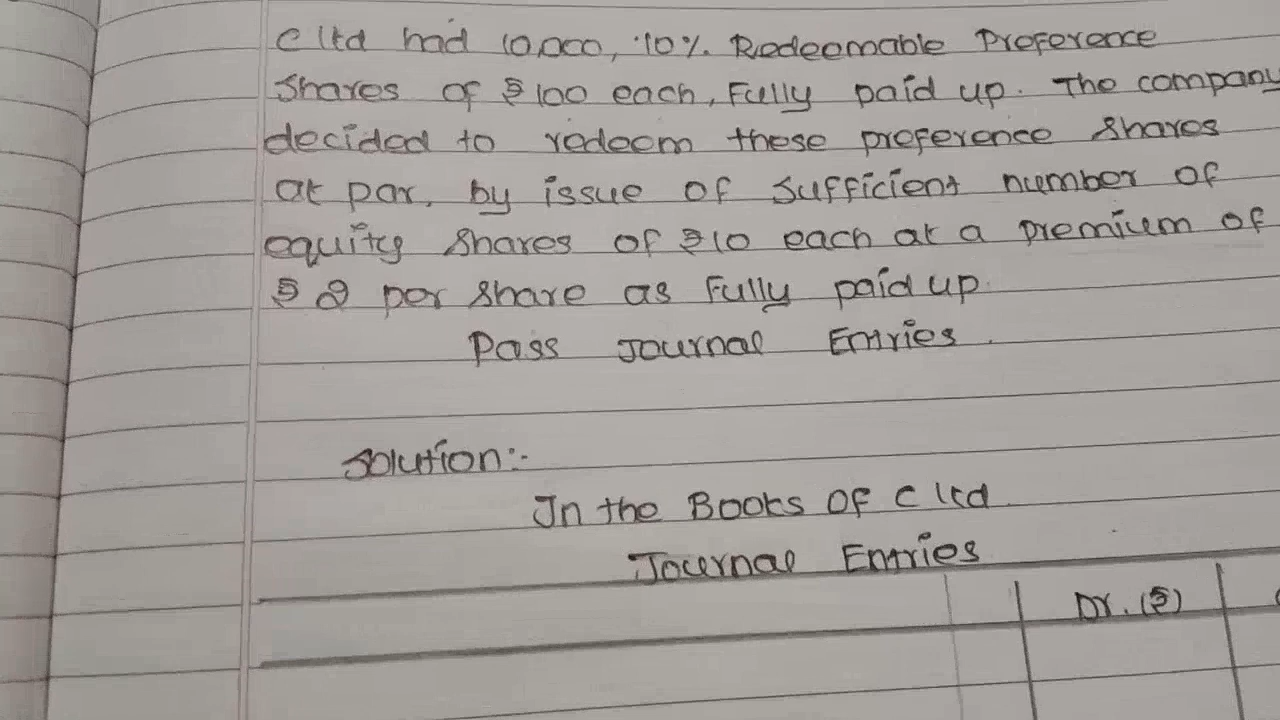 C Ltd had 10,000, 10% Redeemable Preference
Shares of ₹100 each, Fully paid up. The company
decided to redeem these preference shares
at par, by issue of sufficient number of
equity shares of ₹10 each at a premium of
₹ 2 per share as Fully paid up.
Pass Journal Entries.
Solution:-
In the Books OF C Ltd
Journal Entries
Dr. (₹)